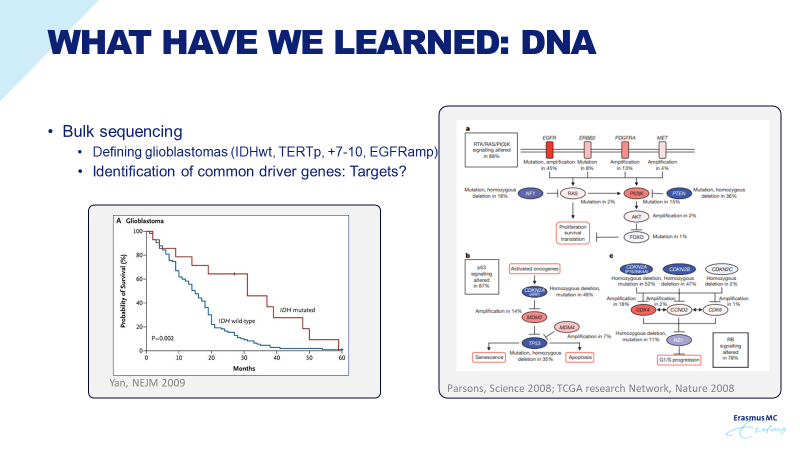 WHAT HAVE WE LEARNED: DNA
• Bulk sequencing
• Defining glioblastomas (IDHwt, TERTp, +7-10, EGFRamp)
• Identification of common driver genes: Targets?
A Glioblastoma
Probability of Survival (%)
100
80
60
40
20
0
IDH mutated
IDH wild-type
P=0.002
0 10 20 30 40 50 60
Months
Yan, NEJM 2009
a
RTK/RAS/PI(3)K
signalling altered
in 88%
EGFR ERBB2 PDGFRA MET
Mutation, amplification
in 45%
Mutation
in 8%
Amplification
in 13%
Amplification
in 4%
Mutation, homozygous
deletion in 18%
NF1
RAS
Mutation in 2%
PI(3)K
Mutation in 15%
PTEN
Mutation, homozygous
deletion in 36%
AKT
Amplification in 2%
Proliferation
survival
translation
FOXO
Mutation in 1%
b
p53
signalling
altered
in 87%
Activated oncogenes
CDKN2A
(ARF)
Homozygous deletion,
mutation in 49%
Amplification in 14%
MDM2
MDM4
Amplification in 7%
TP53
Senescence
Mutation, homozygous
deletion in 35%
Apoptosis
c
CDKN2A
(P16/INK4A)
CDKN2B
CDKN2C
Homozygous deletion,
mutation in 52%
Homozygous
deletion in 47%
Homozygous deletion
in 2%
Amplification
in 18%
Amplification
in 2%
Amplification
in 1%
CDK4
CCND2
CDK6
Homozygous deletion,
mutation in 11%
RB1
G1/S progression
RB
signalling
altered
in 78%
Parsons, Science 2008; TCGA research Network, Nature 2008
Erasmus MC
Erasmus